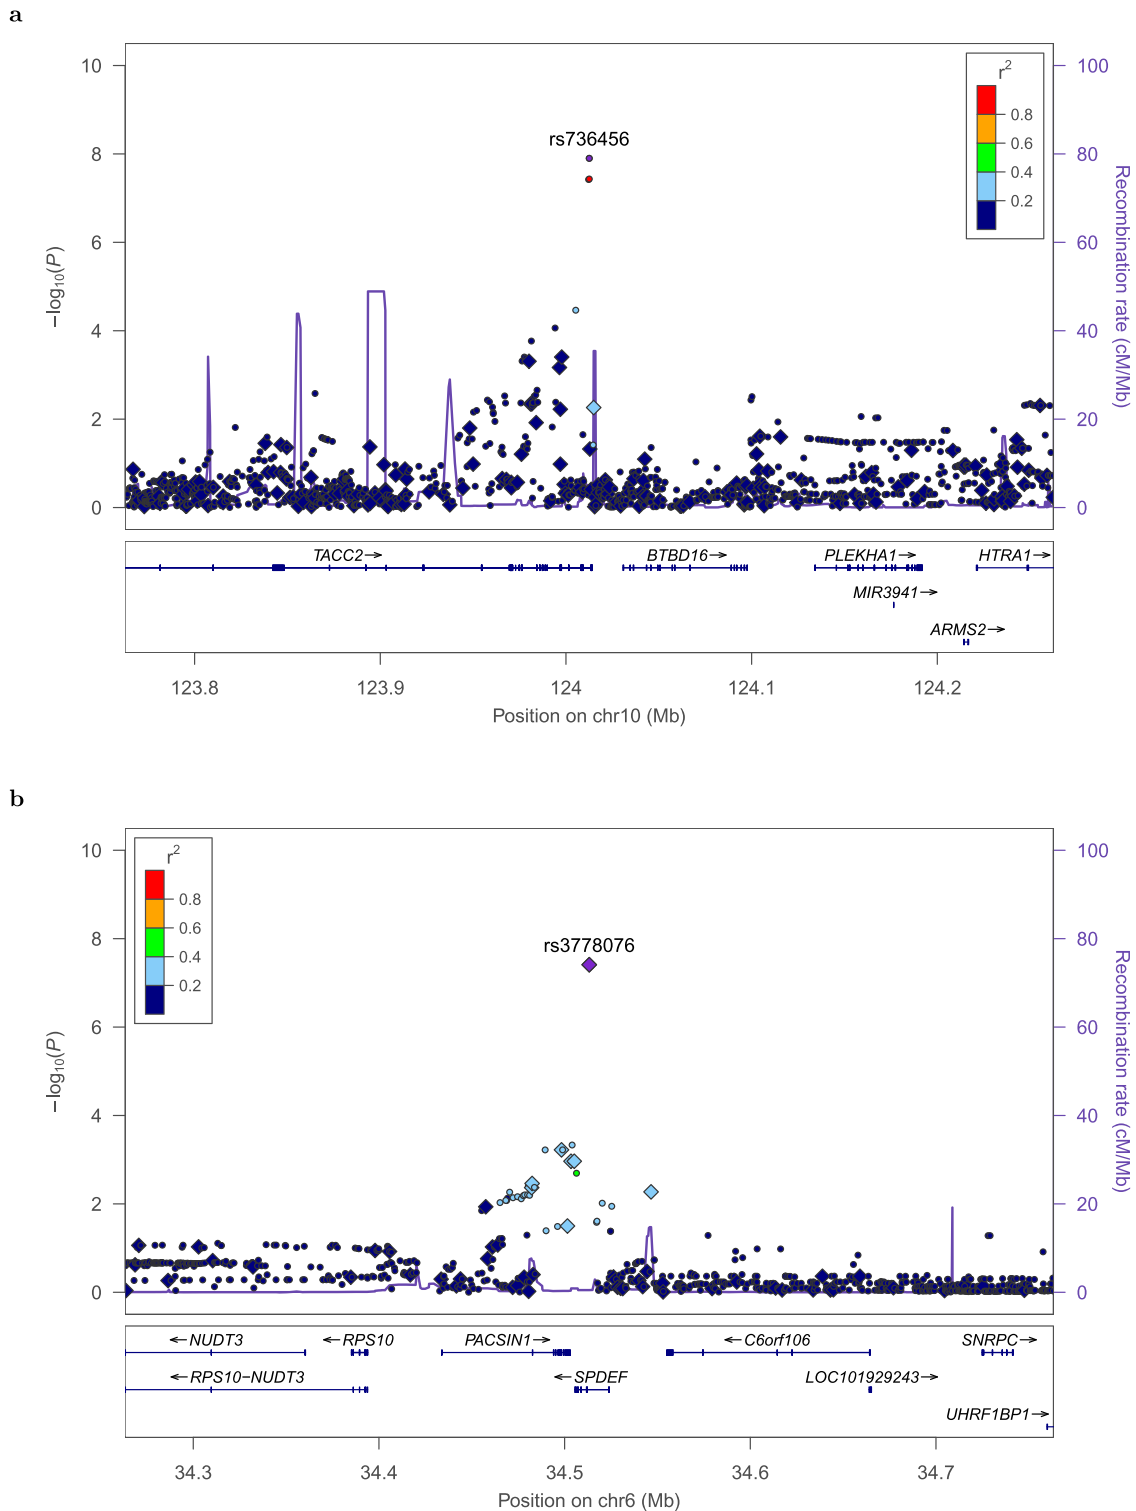 a
10
8
6
4
2
0
−log10(P)
rs736456
r2
0.8
0.6
0.4
0.2
100
80
60
40
20
0
Recombination rate (cM/Mb)
TACC2→
BTBD16→
PLEKHA1→
HTRA1→
MIR3941→
ARMS2→
123.8
123.9
124
124.1
124.2
Position on chr10 (Mb)
b
10
8
6
4
2
0
−log10(P)
r2
0.8
0.6
0.4
0.2
rs3778076
100
80
60
40
20
0
Recombination rate (cM/Mb)
←NUDT3
←RPS10
PACSIN1→
←C6orf106
SNRPC→
←RPS10−NUDT3
←SPDEF
LOC101929243→
UHRF1BP1→
34.3
34.4
34.5
34.6
34.7
Position on chr6 (Mb)